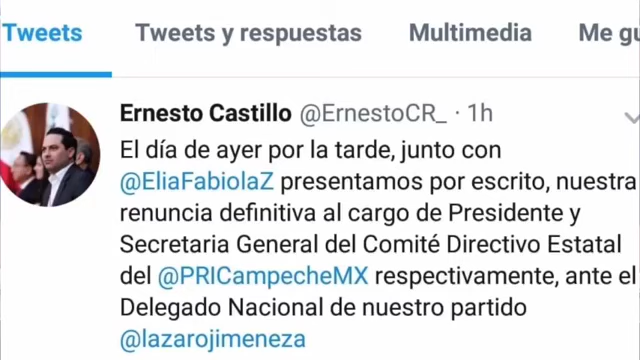 Tweets Tweets y respuestas Multimedia Me gu
Ernesto Castillo @ErnestoCR_ · 1h
El día de ayer por la tarde, junto con
@EliaFabiolaZ presentamos por escrito, nuestra
renuncia definitiva al cargo de Presidente y
Secretaria General del Comité Directivo Estatal
del @PRICampecheMX respectivamente, ante el
Delegado Nacional de nuestro partido
@lazarojimeneza